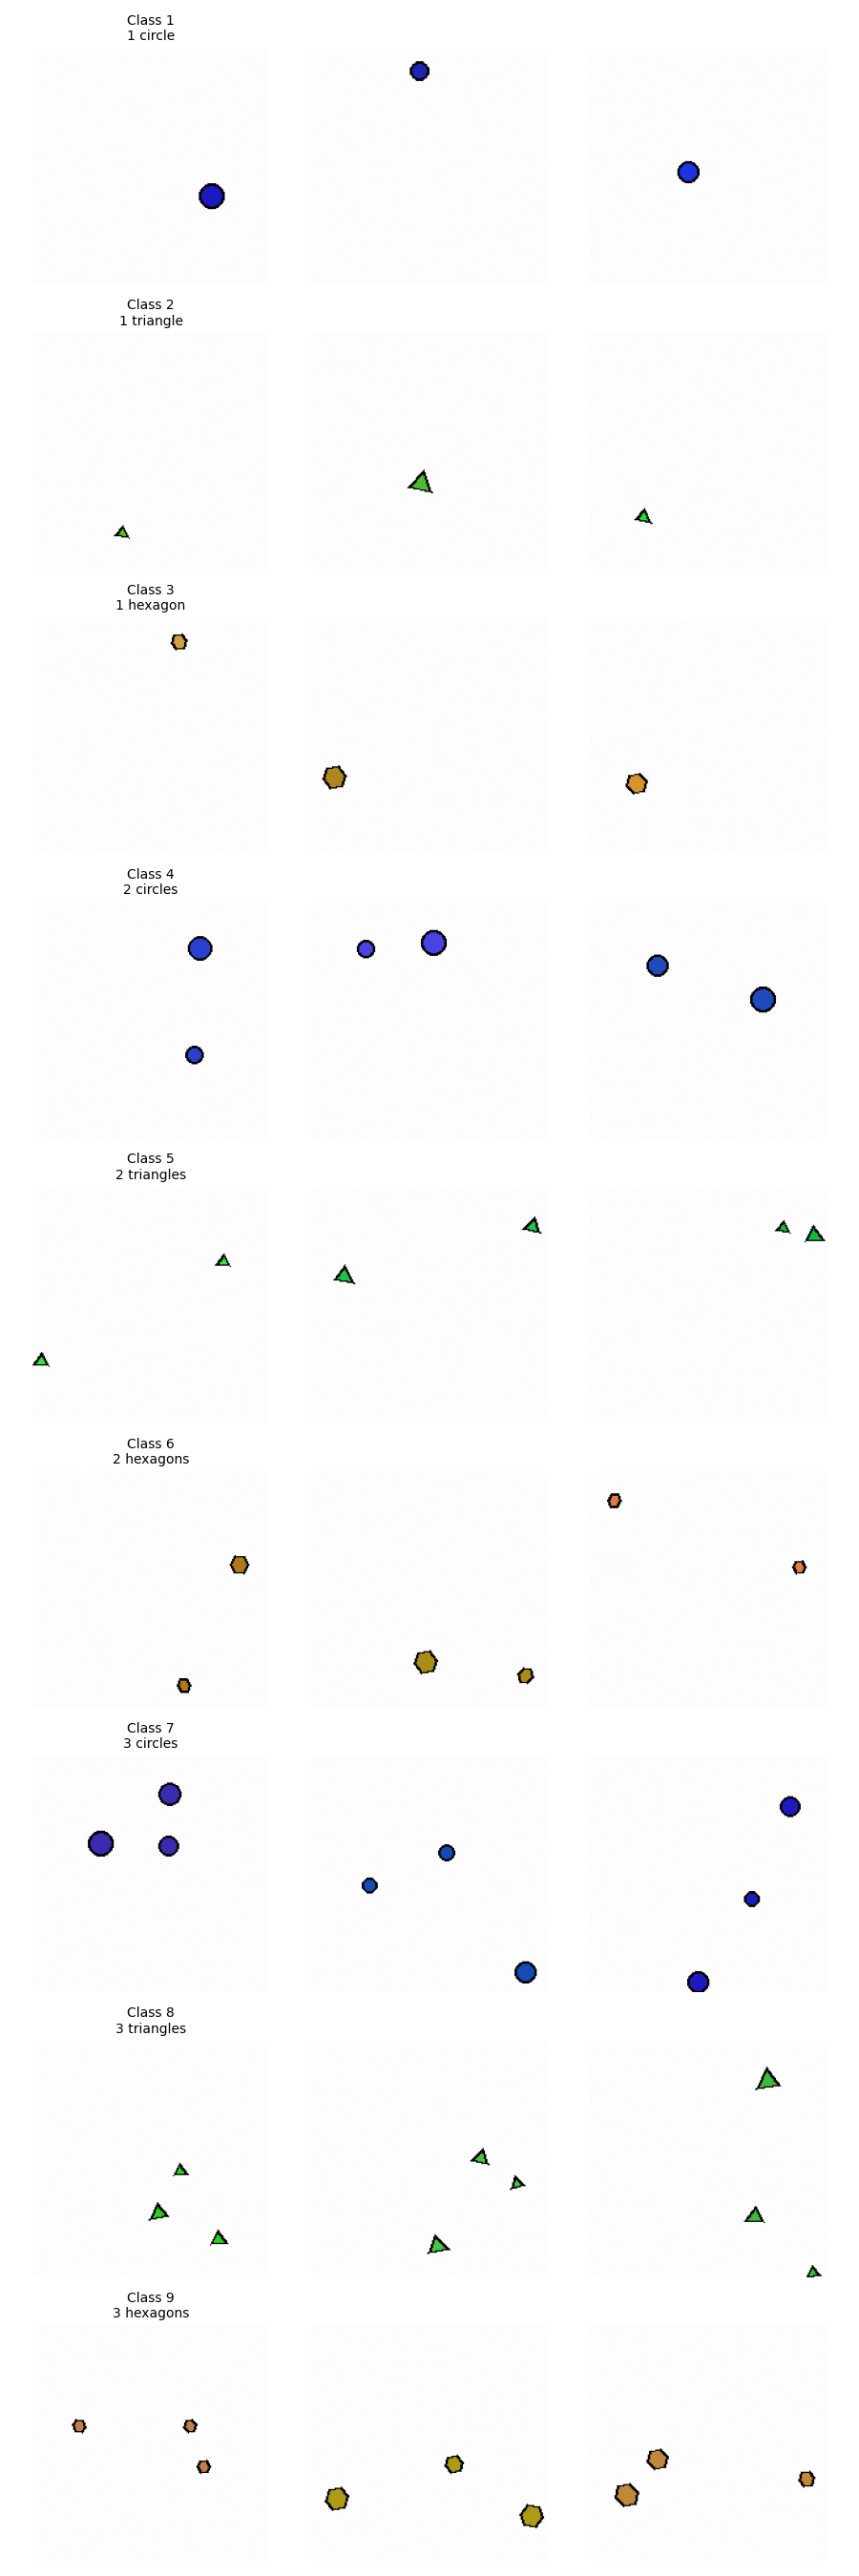 Class 1
1 circle
Class 2
1 triangle
Class 3
1 hexagon
Class 4
2 circles
Class 5
2 triangles
Class 6
2 hexagons
Class 7
3 circles
Class 8
3 triangles
Class 9
3 hexagons